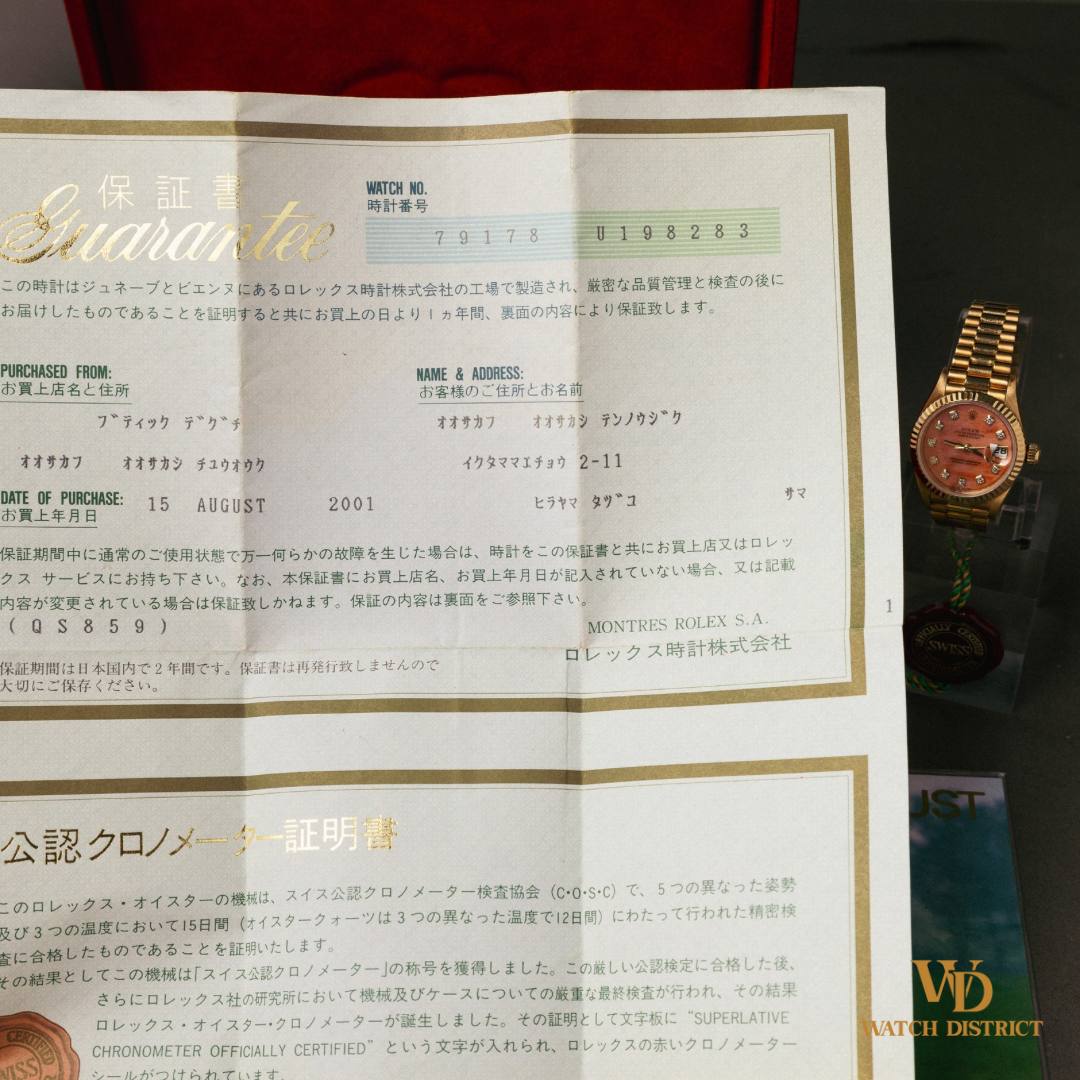 保証書
Guarantee
WATCH NO.
時計番号
79178 U198283
この時計はジュネーブとビエンヌにあるロレックス時計株式会社の工場で製造され、厳密な品質管理と検査の後に
お届けしたものであることを証明すると共にお買上の日より1ヵ年間、裏面の内容により保証致します。
PURCHASED FROM:
お買上店名と住所
NAME & ADDRESS:
お客様のご住所とお名前
ブティック デグチ
オオサカフ オオサカシ テンノウジク
オオサカフ オオサカシ チユウオウク
イクタママエチョウ 2-11
DATE OF PURCHASE:
お買上年月日
15 AUGUST 2001
ヒラヤマ タヅコ サマ
保証期間中に通常のご使用状態で万一何らかの故障を生じた場合は、時計をこの保証書と共にお買上店又はロレッ
クス サービスにお持ち下さい。なお、本保証書にお買上店名、お買上年月日が記入されていない場合、又は記載
内容が変更されている場合は保証致しかねます。保証の内容は裏面をご参照下さい。
(QS859)
1
MONTRES ROLEX S.A.
ロレックス時計株式会社
保証期間は日本国内で2年間です。保証書は再発行致しませんので
大切にご保存ください。
公認クロノメーター証明書
このロレックス・オイスターの機械は、スイス公認クロノメーター検査協会(C・O・S・C)で、5つの異なった姿勢
及び3つの温度において15日間(オイスタークォーツは3つの異なった温度で12日間)にわたって行われた精密検
査に合格したものであることを証明いたします。
その結果としてこの機械は「スイス公認クロノメーター」の称号を獲得しました。この厳しい公認検定に合格した後、
さらにロレックス社の研究所において機械及びケースについての厳重な最終検査が行われ、その結果
ロレックス・オイスター・クロノメーターが誕生しました。その証明として文字板に“SUPERLATIVE
CHRONOMETER OFFICIALLY CERTIFIED”という文字が入れられ、ロレックスの赤いクロノメーター
シールがつけられています。
CERTIFIED
SWISS
28
OFFICIALLY CERTIFIED
SWISS
UST
WD
WATCH DISTRICT